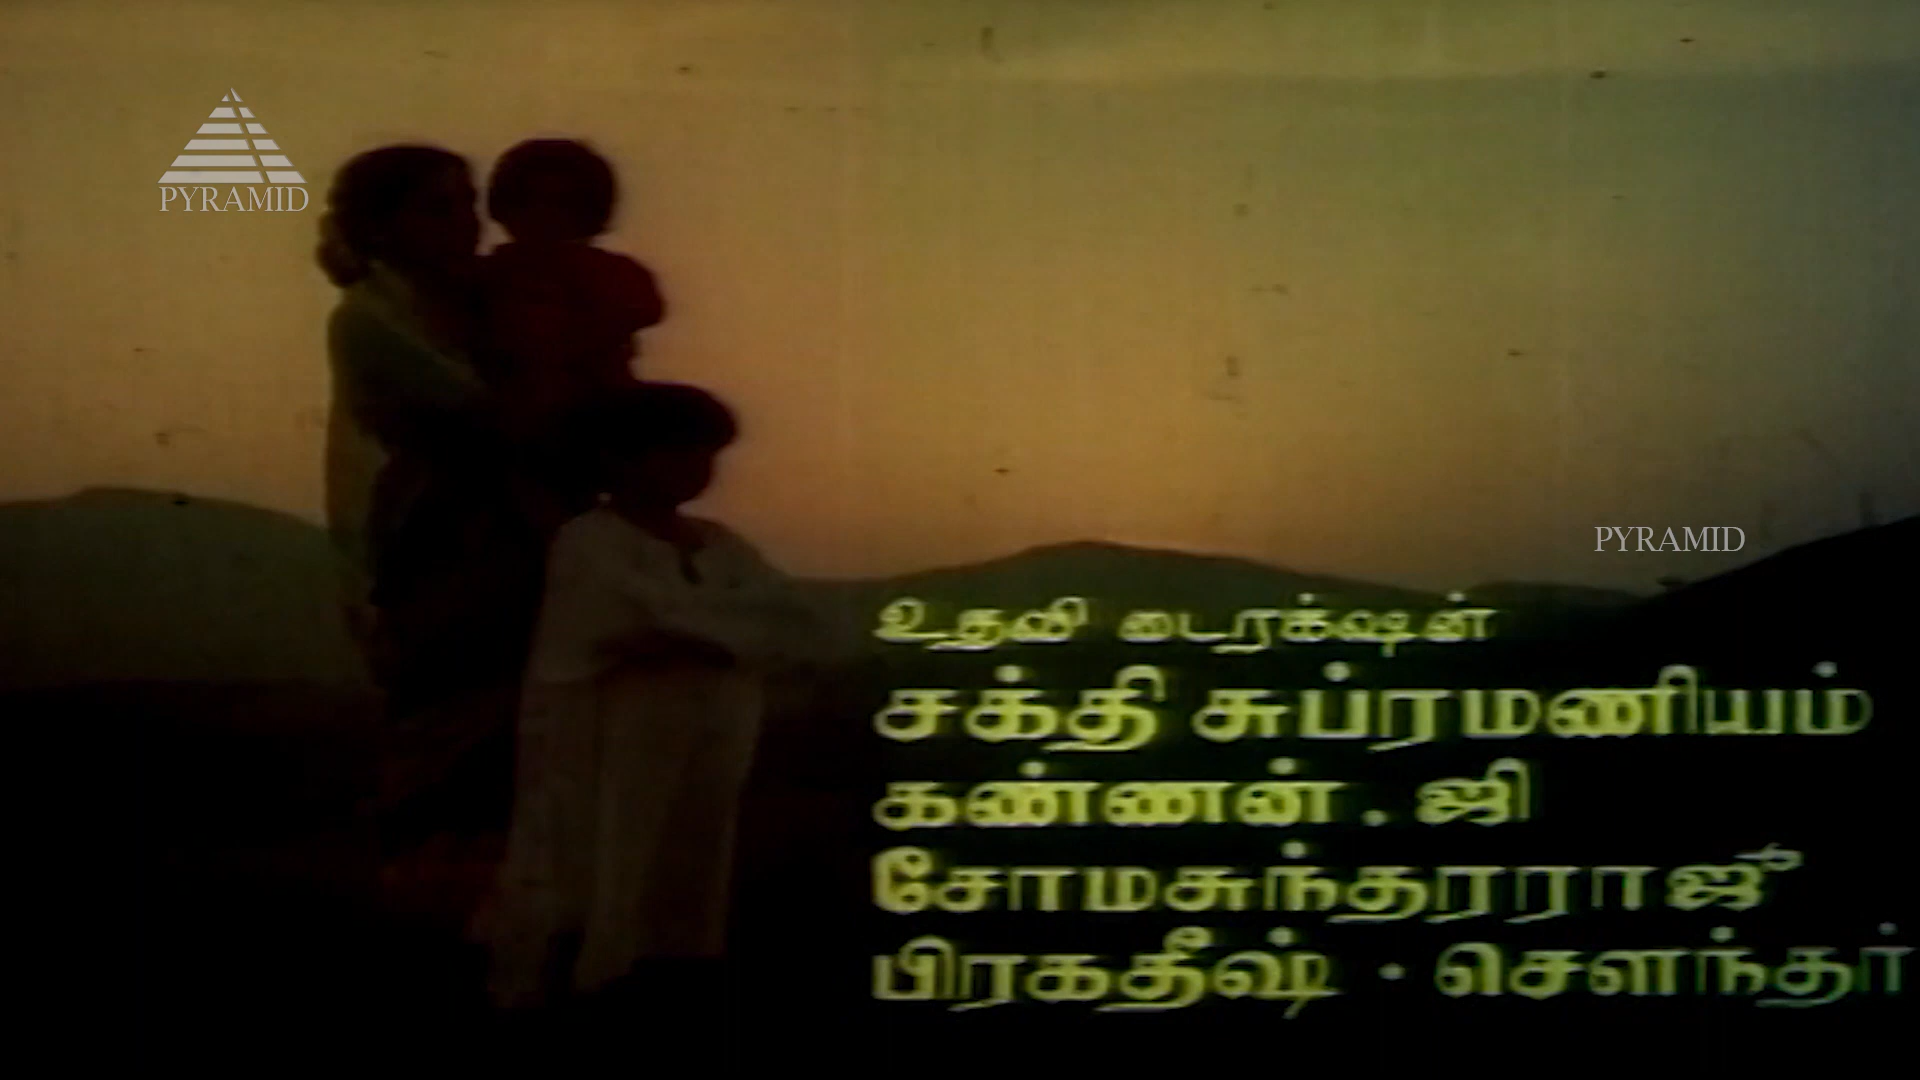 PYRAMID
PYRAMID
உதவி டைரக்ஷன்
சக்தி சுப்ரமணியம்
கண்ணன். ஜி
சோமசுந்தரராஜீ
பிரகதீஷ் · சௌந்தர்